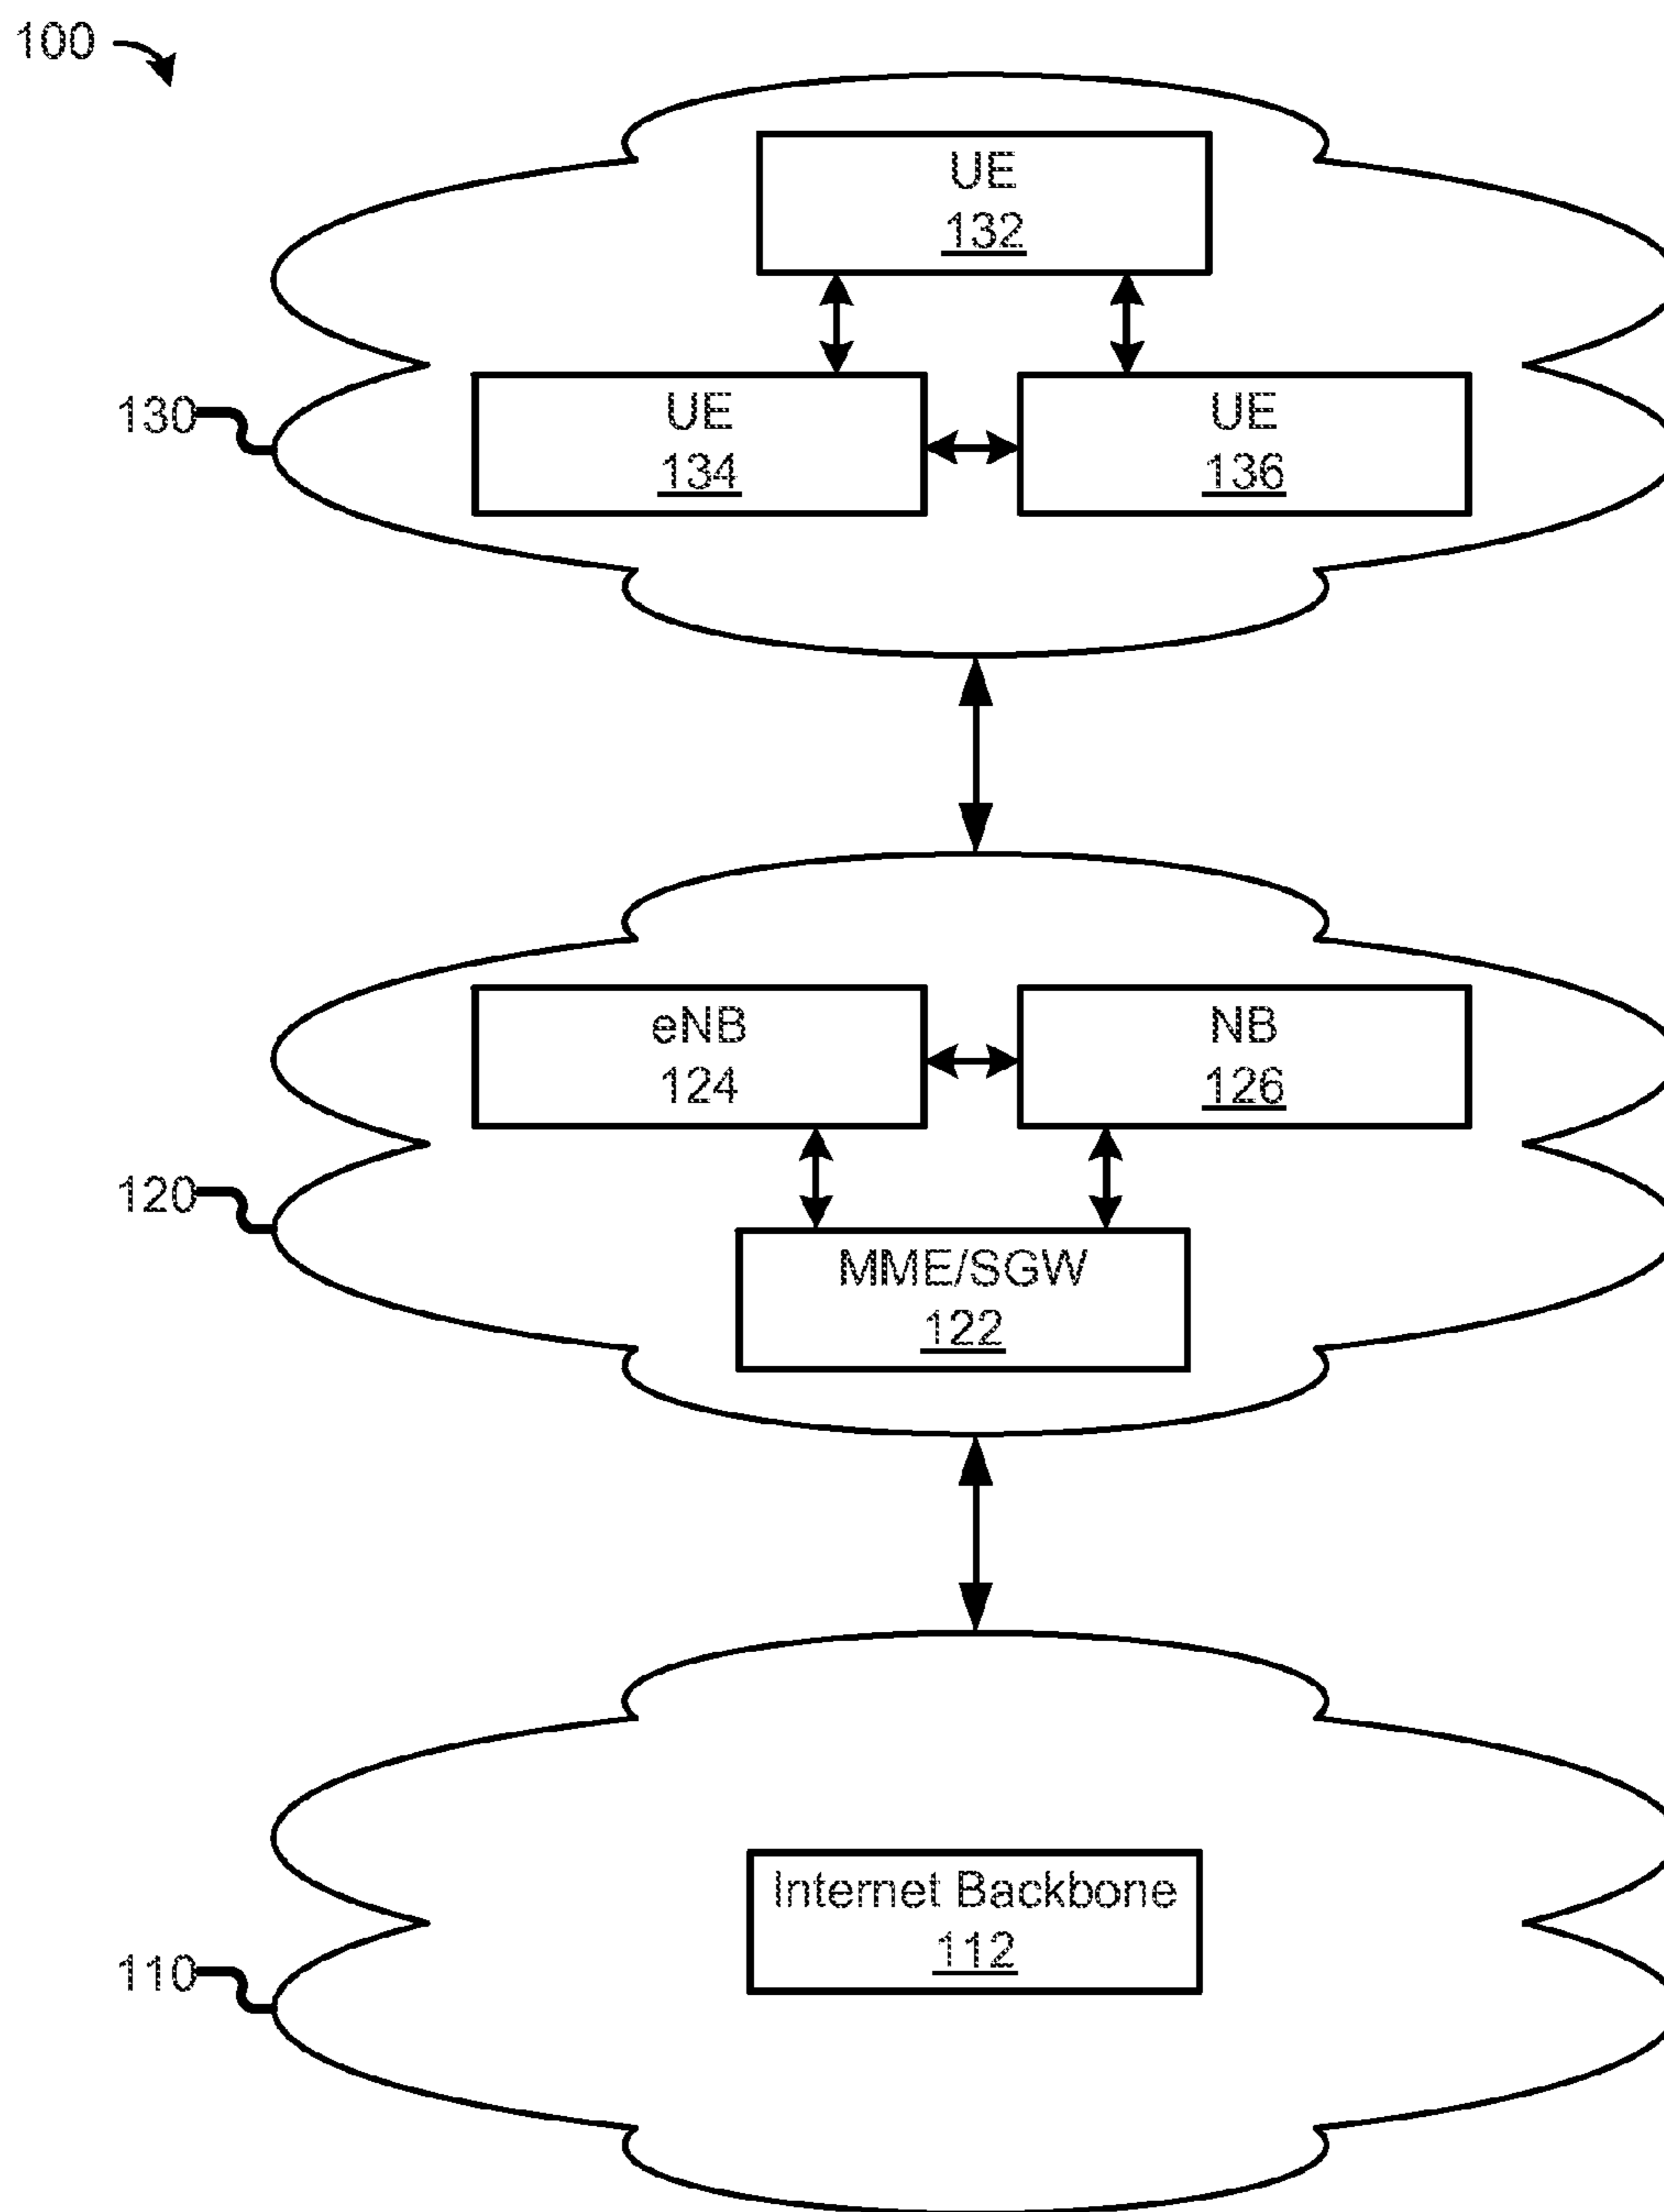 100
UE
132
130
UE
134
UE
136
eNB
124
NB
126
120
MME/SGW
122
Internet Backbone
112
110